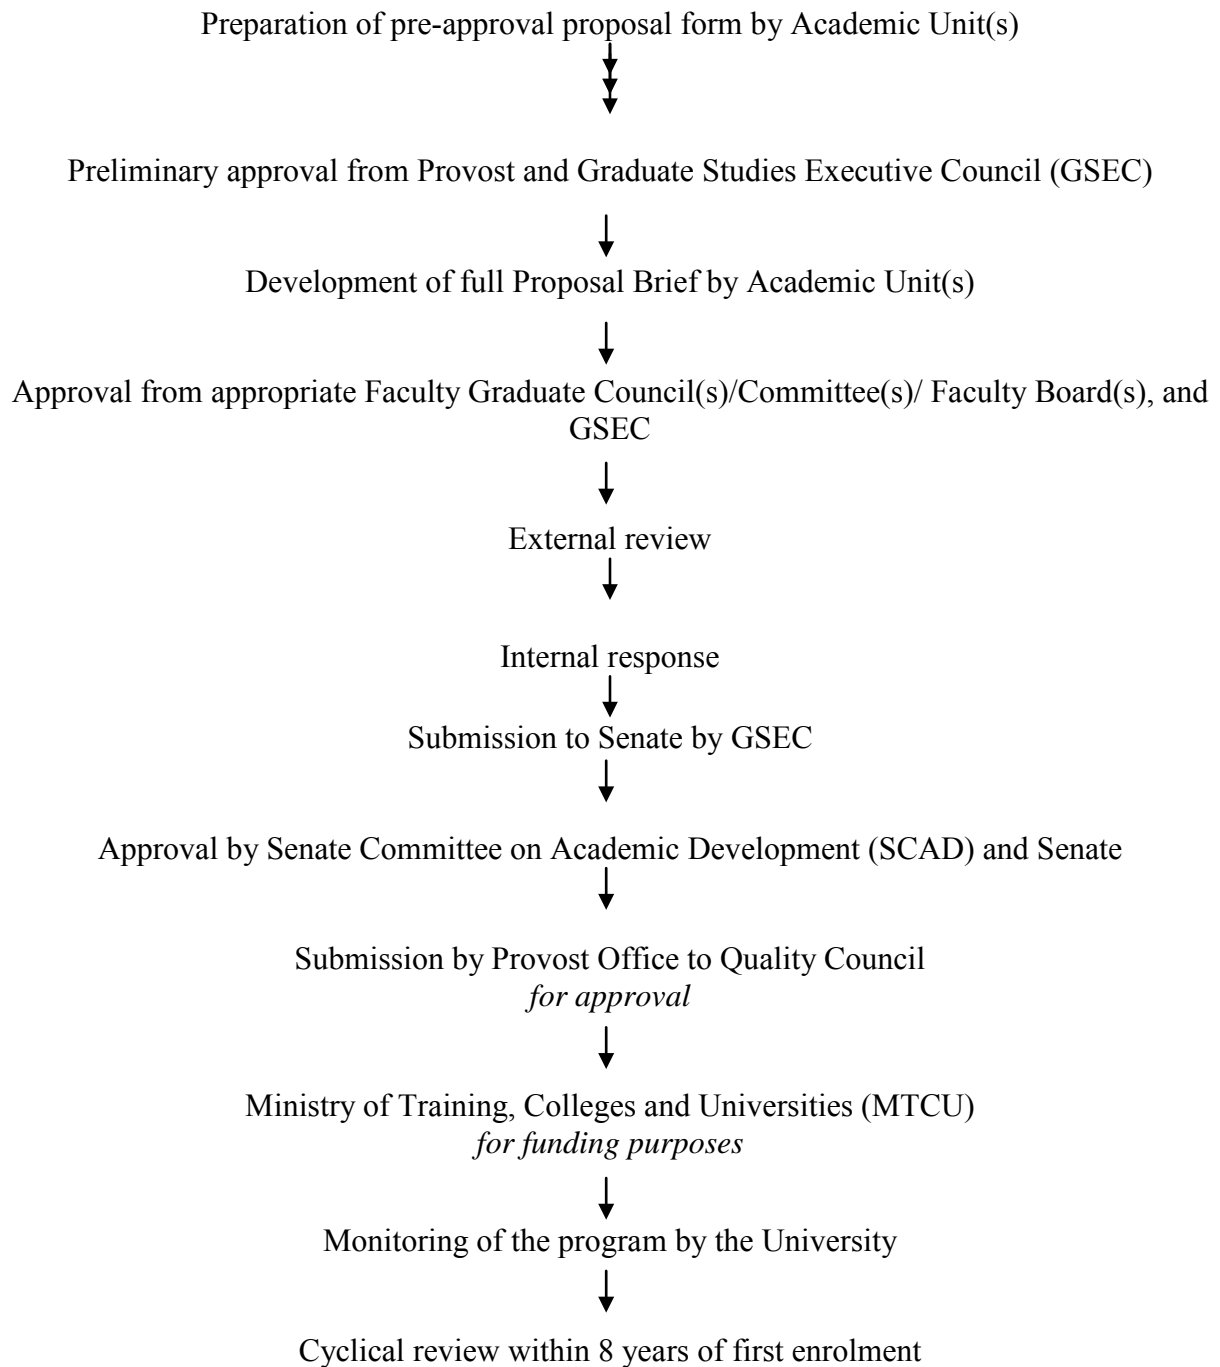 Preparation of pre-approval proposal form by Academic Unit(s)
Preliminary approval from Provost and Graduate Studies Executive Council (GSEC)
Development of full Proposal Brief by Academic Unit(s)
Approval from appropriate Faculty Graduate Council(s)/Committee(s)/ Faculty Board(s), and
GSEC
External review
Internal response
Submission to Senate by GSEC
Approval by Senate Committee on Academic Development (SCAD) and Senate
Submission by Provost Office to Quality Council
for approval
Ministry of Training, Colleges and Universities (MTCU)
for funding purposes
Monitoring of the program by the University
Cyclical review within 8 years of first enrolment